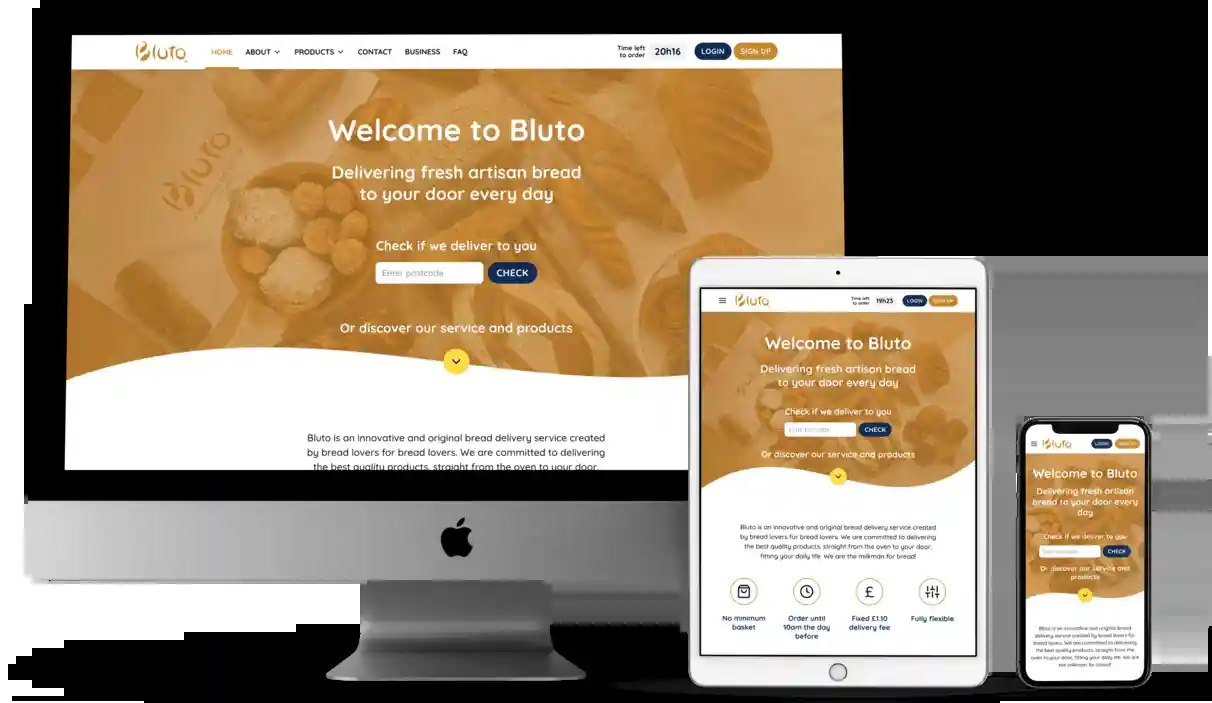 Bluto
HOME ABOUT PRODUCTS CONTACT BUSINESS FAQ
Time left
to order
20h16
LOGIN
SIGN UP
Bluto
Welcome to Bluto
Delivering fresh artisan bread
to your door every day
Check if we deliver to you
Enter postcode
CHECK
Or discover our service and products
Bluto is an innovative and original bread delivery service created
by bread lovers for bread lovers. We are committed to delivering
the best quality products, straight from the oven to your door,
Bluto
Time left
to order
19h23
LOGIN
SIGN UP
Welcome to Bluto
Delivering fresh artisan bread
to your door every day
Check if we deliver to you
Enter postcode
CHECK
Or discover our service and products
Bluto is an innovative and original bread delivery service created
by bread lovers for bread lovers. We are committed to delivering
the best quality products, straight from the oven to your door,
fitting your daily life. We are the milkman for bread!
No minimum
basket
Order until
10am the day
before
£
Fixed £1.10
delivery fee
Fully flexible
Bluto
LOGIN
SIGN UP
Welcome to Bluto
Delivering fresh artisan
bread to your door every
day
Check if we deliver to you
Enter postcode
CHECK
Or discover our service and
products
Bluto is an innovative and original bread
delivery service created by bread lovers for
bread lovers. We are committed to delivering
the best quality products, straight from the
oven to your door, fitting your daily life. We are
the milkman for bread!